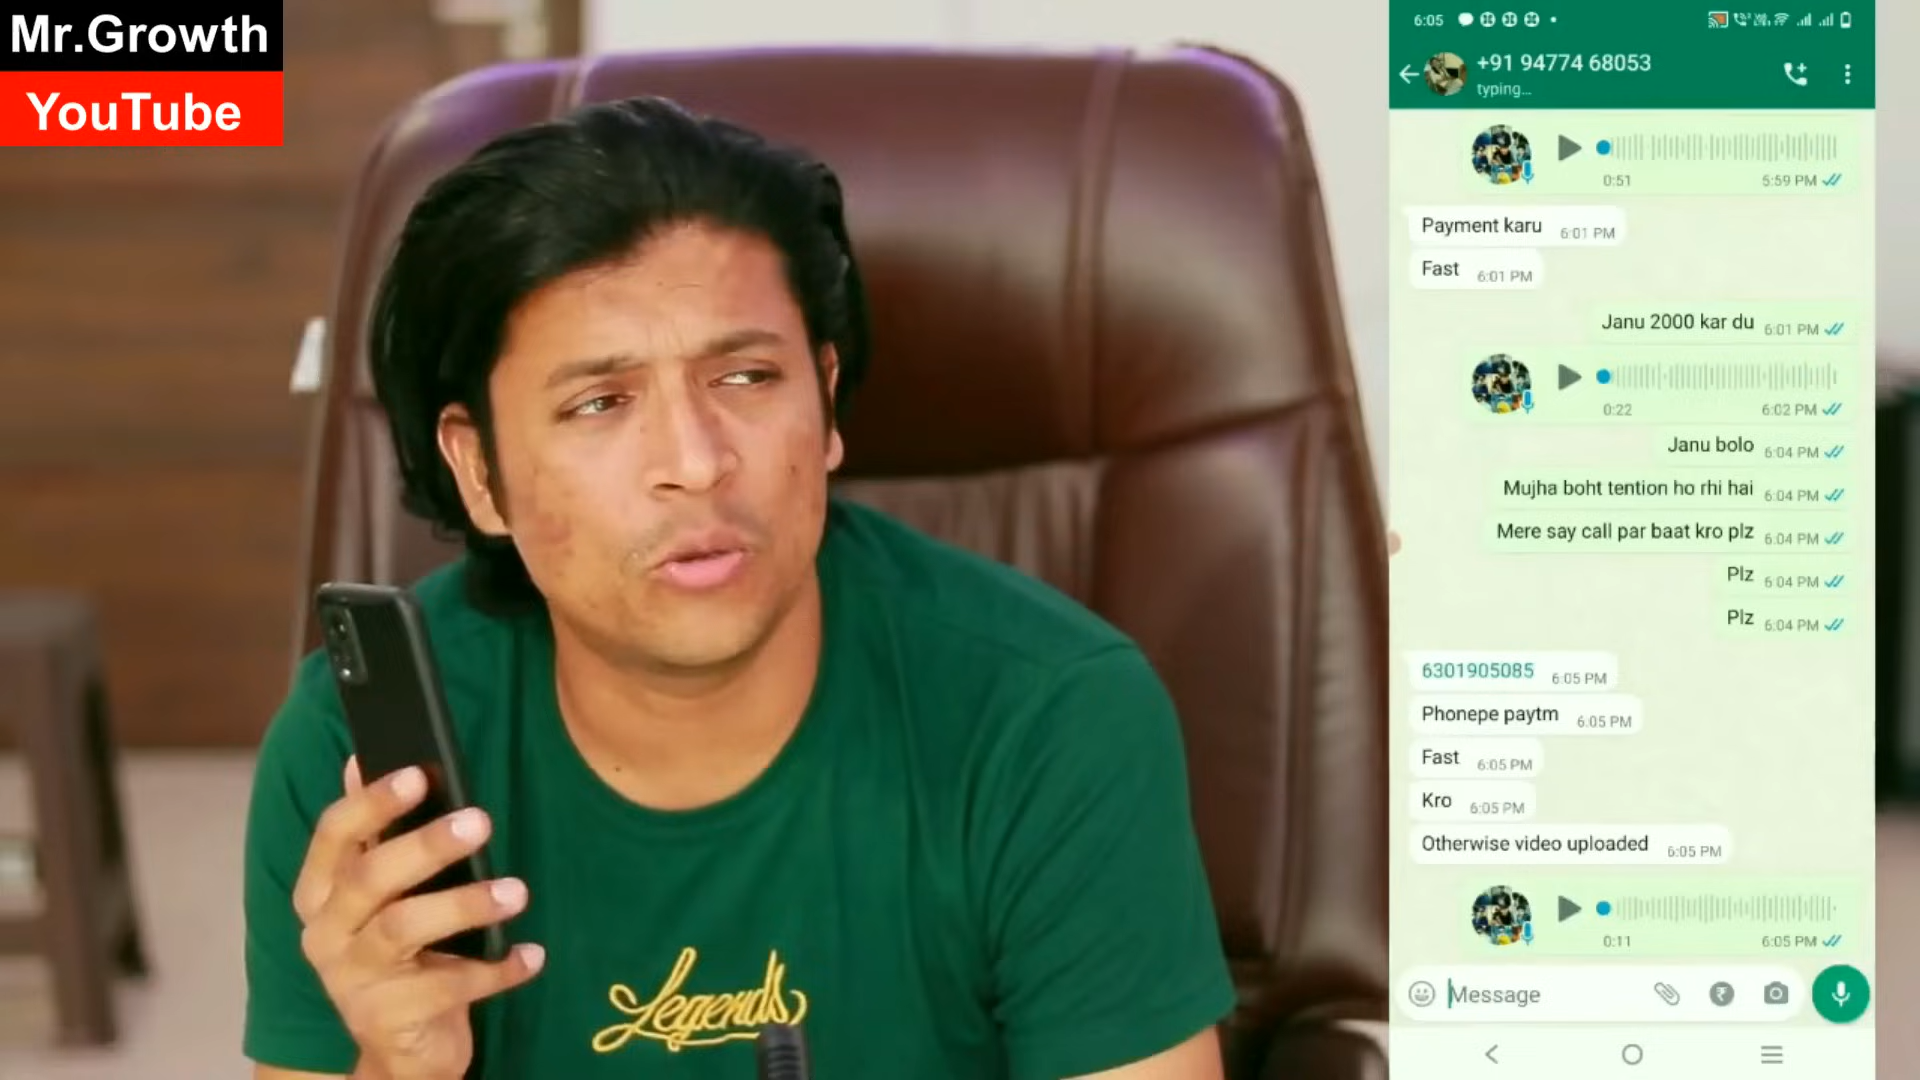 Mr.Growth
YouTube
Legends
6:05
+91 94774 68053
typing...
0:51 5:59 PM
Payment karu 6:01 PM
Fast 6:01 PM
Janu 2000 kar du 6:01 PM
0:22 6:02 PM
Janu bolo 6:04 PM
Mujha boht tention ho rhi hai 6:04 PM
Mere say call par baat kro plz 6:04 PM
Plz 6:04 PM
Plz 6:04 PM
6301905085 6:05 PM
Phonepe paytm 6:05 PM
Fast 6:05 PM
Kro 6:05 PM
Otherwise video uploaded 6:05 PM
0:11 6:05 PM
Message